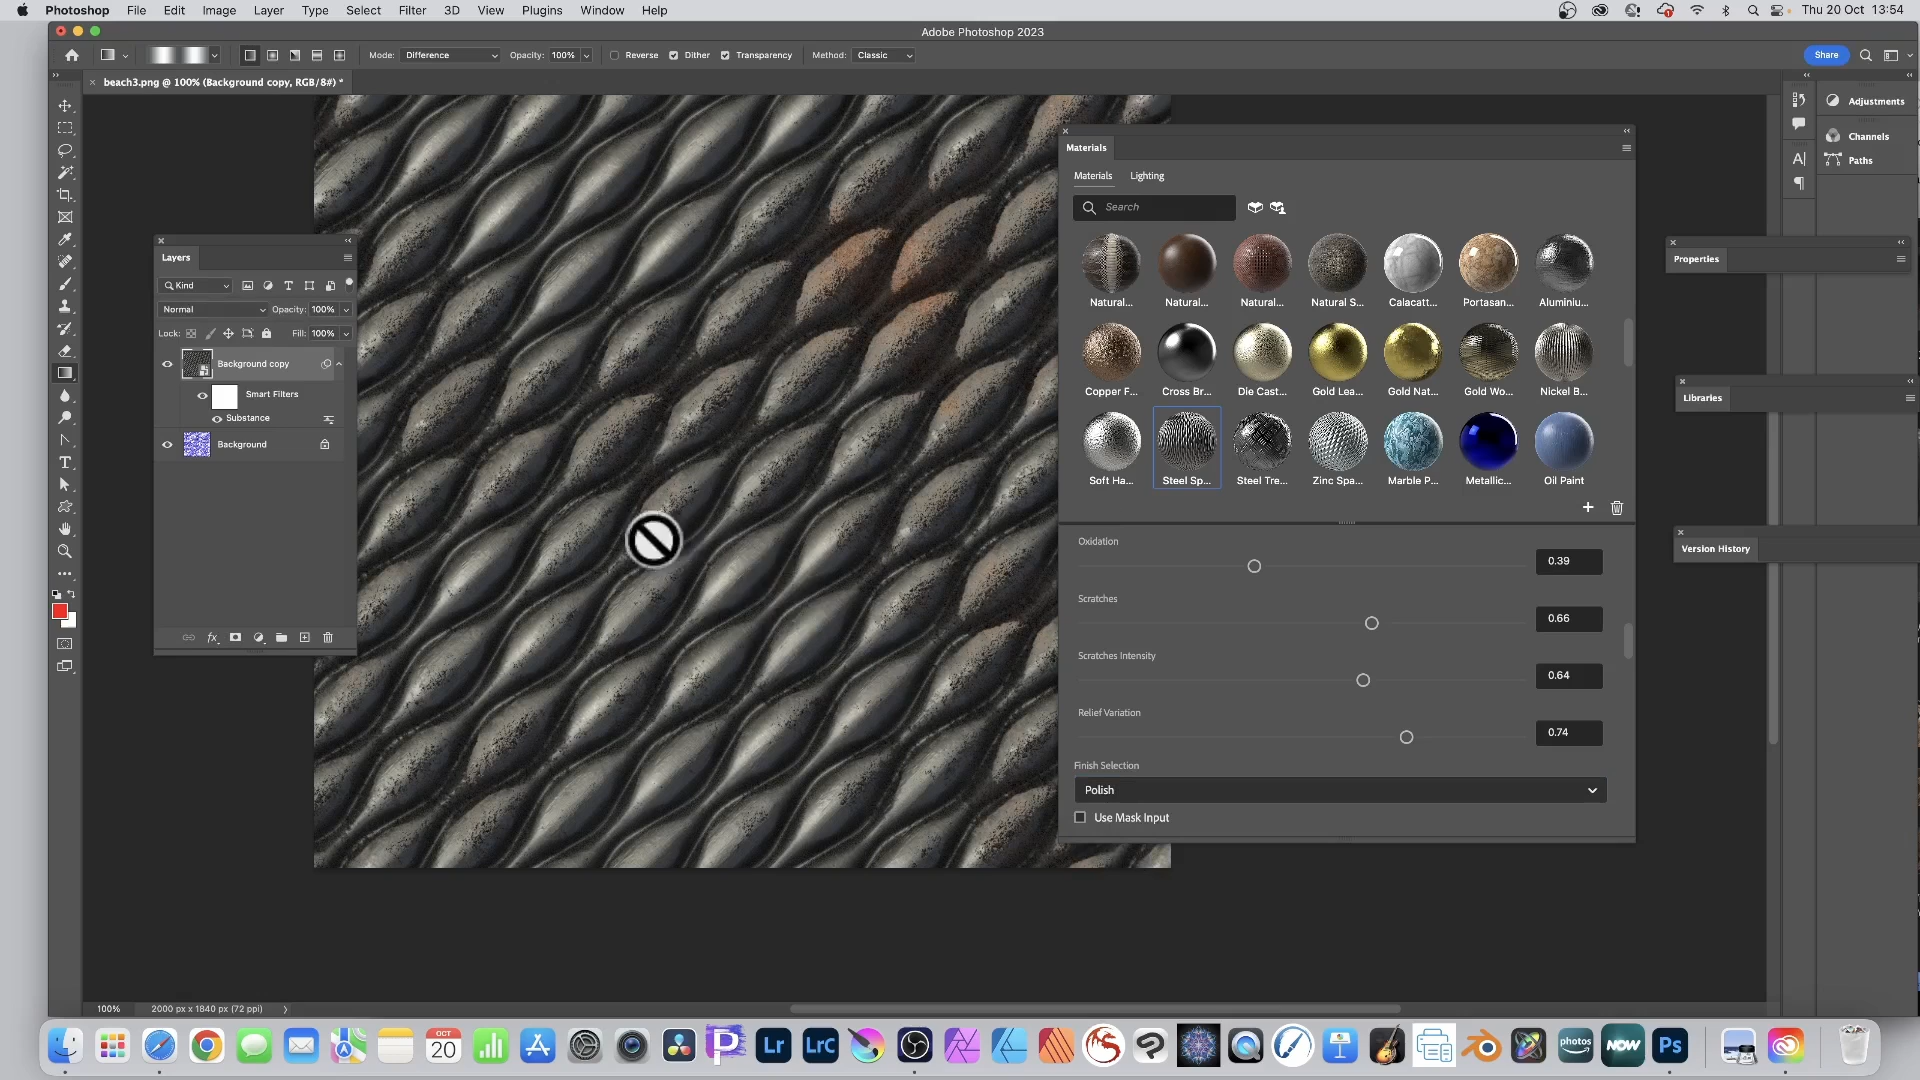 Photoshop File Edit Image Layer Type Select Filter 3D View Plugins Window Help Thu 20 Oct 13:54
Adobe Photoshop 2023
Mode: Difference Opacity: 100% Reverse Dither Transparency Method: Classic Share
beach3.png @ 100% (Background copy, RGB/8#) *
Layers
Kind
Normal Opacity: 100%
Lock: Fill: 100%
Background copy
Smart Filters
Substance
Background
fx
Materials
Materials Lighting
Search
Natural... Natural... Natural... Natural S... Calacatt... Portasan... Aluminiu...
Copper F... Cross Br... Die Cast... Gold Lea... Gold Nat... Gold Wo... Nickel B...
Soft Ha... Steel Sp... Steel Tre... Zinc Spa... Marble P... Metallic... Oil Paint
Oxidation
0.39
Scratches
0.66
Scratches Intensity
0.64
Relief Variation
0.74
Finish Selection
Polish
Use Mask Input
Adjustments
Channels
Paths
Properties
Libraries
Version History
100% 2000 px x 1840 px (72 ppi)
OCT
20
Lr
LrC
amazon
photos
NOW
Ps